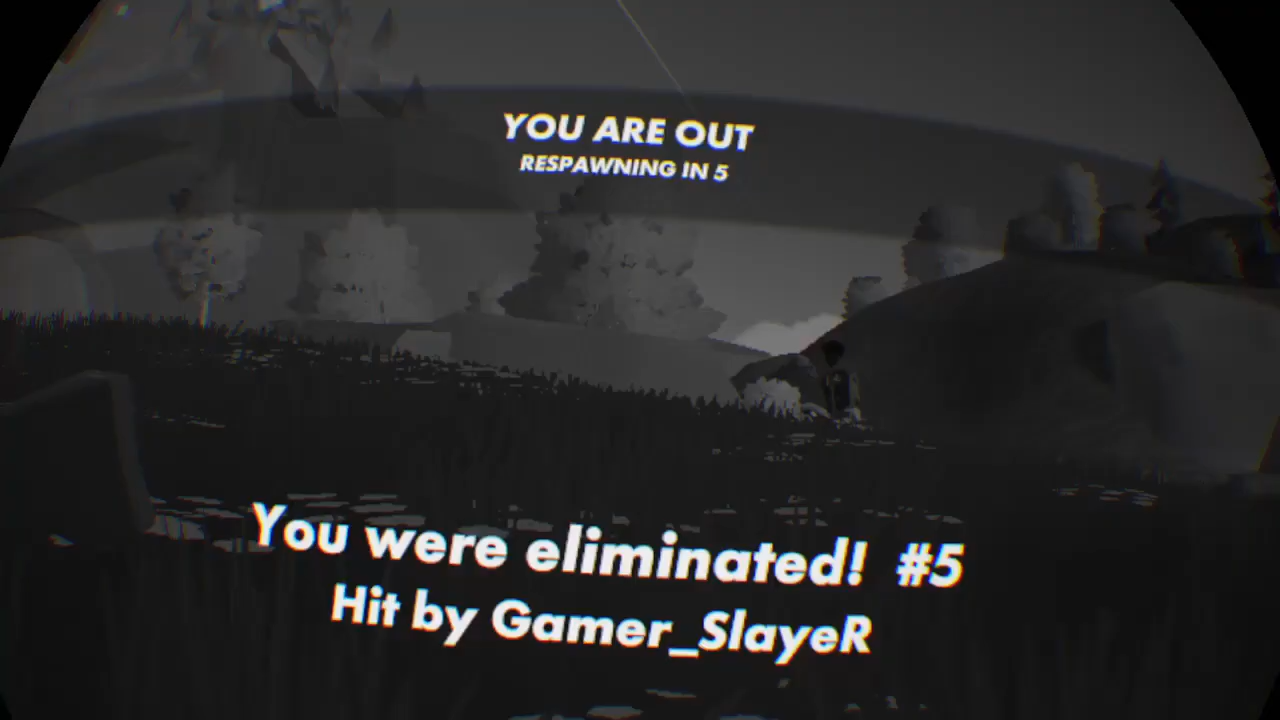 YOU ARE OUT
RESPAWNING IN 5
You were eliminated! #5
Hit by Gamer_SlayeR